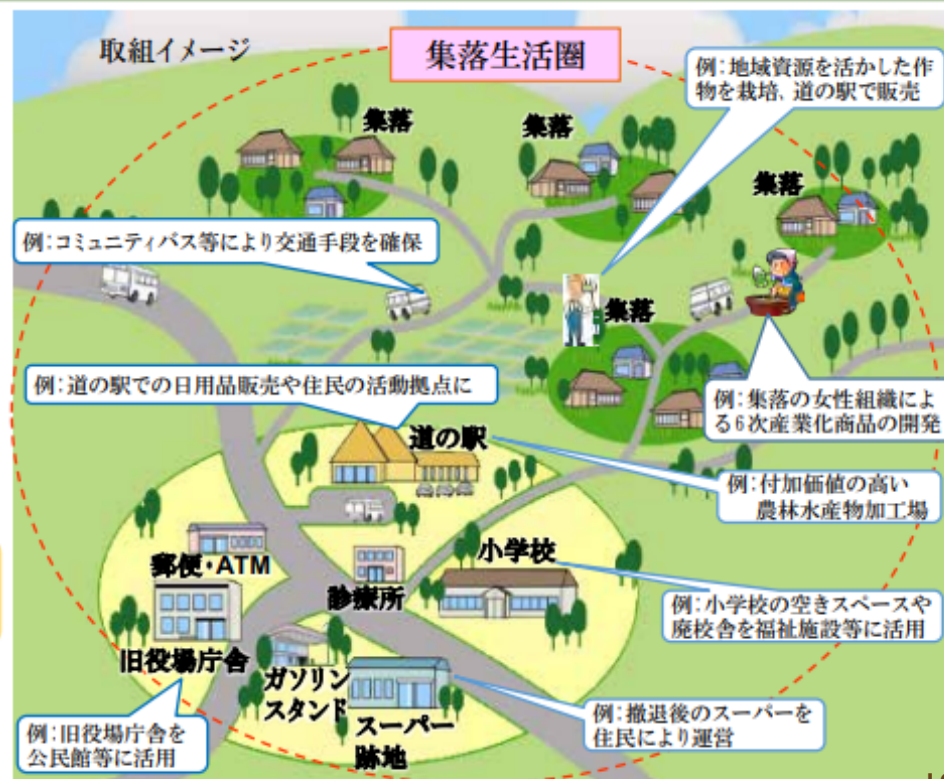 取組イメージ
集落生活圏
例：地域資源を活かした作
物を栽培、道の駅で販売
集落
集落
集落
例：コミュニティバス等により交通手段を確保
集落
例：道の駅での日用品販売や住民の活動拠点に
例：集落の女性組織によ
る6次産業化商品の開発
道の駅
例：付加価値の高い
農林水産物加工場
郵便・ATM
小学校
診療所
例：小学校の空きスペースや
廃校舎を福祉施設等に活用
旧役場庁舎
ガソリン
スタンド
スーパー
跡地
例：撤退後のスーパーを
住民により運営
例：旧役場庁舎を
公民館等に活用